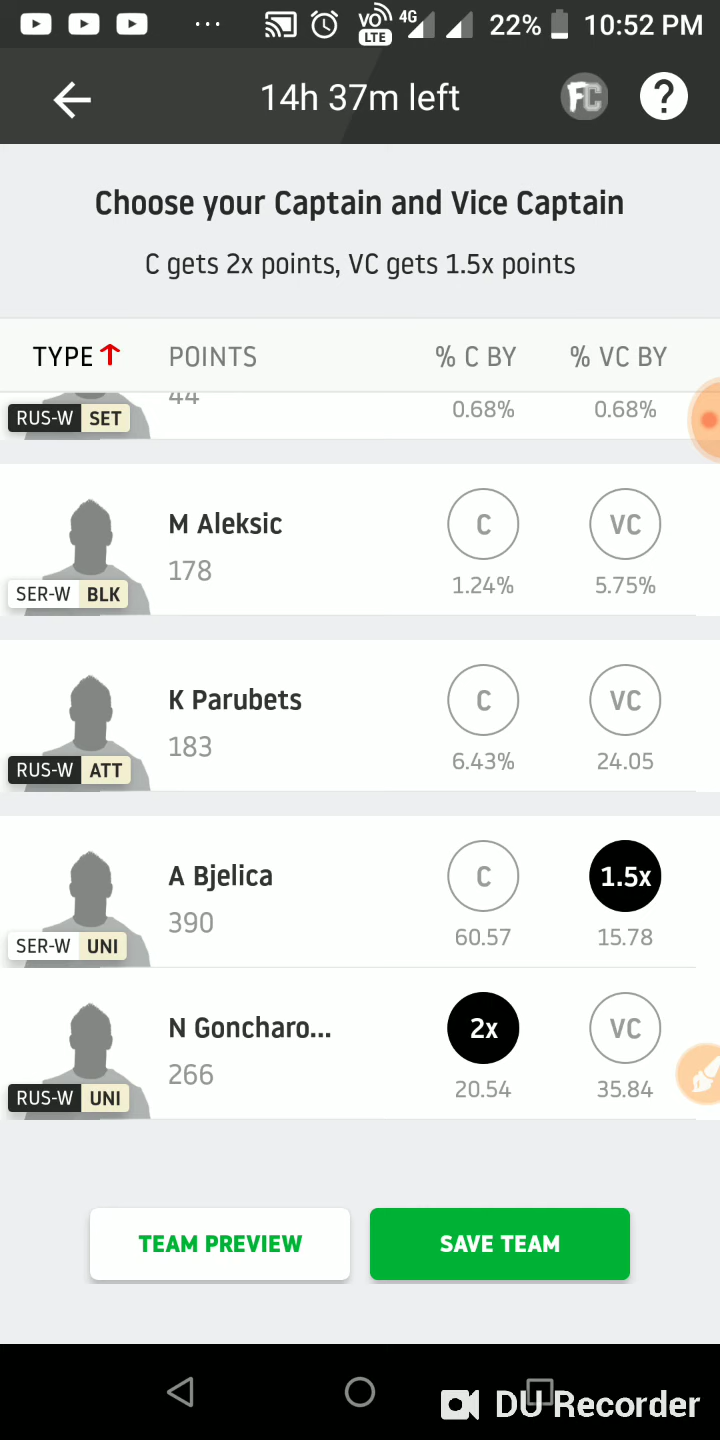 VO 4G LTE 22% 10:52 PM
14h 37m left FC ?
Choose your Captain and Vice Captain
C gets 2x points, VC gets 1.5x points
TYPE POINTS % C BY % VC BY
44 0.68% 0.68%
RUS-W SET
M Aleksic C VC
178 1.24% 5.75%
SER-W BLK
K Parubets C VC
183 6.43% 24.05
RUS-W ATT
A Bjelica C 1.5x
390 60.57 15.78
SER-W UNI
N Goncharo... 2x VC
266 20.54 35.84
RUS-W UNI
TEAM PREVIEW SAVE TEAM
DU Recorder